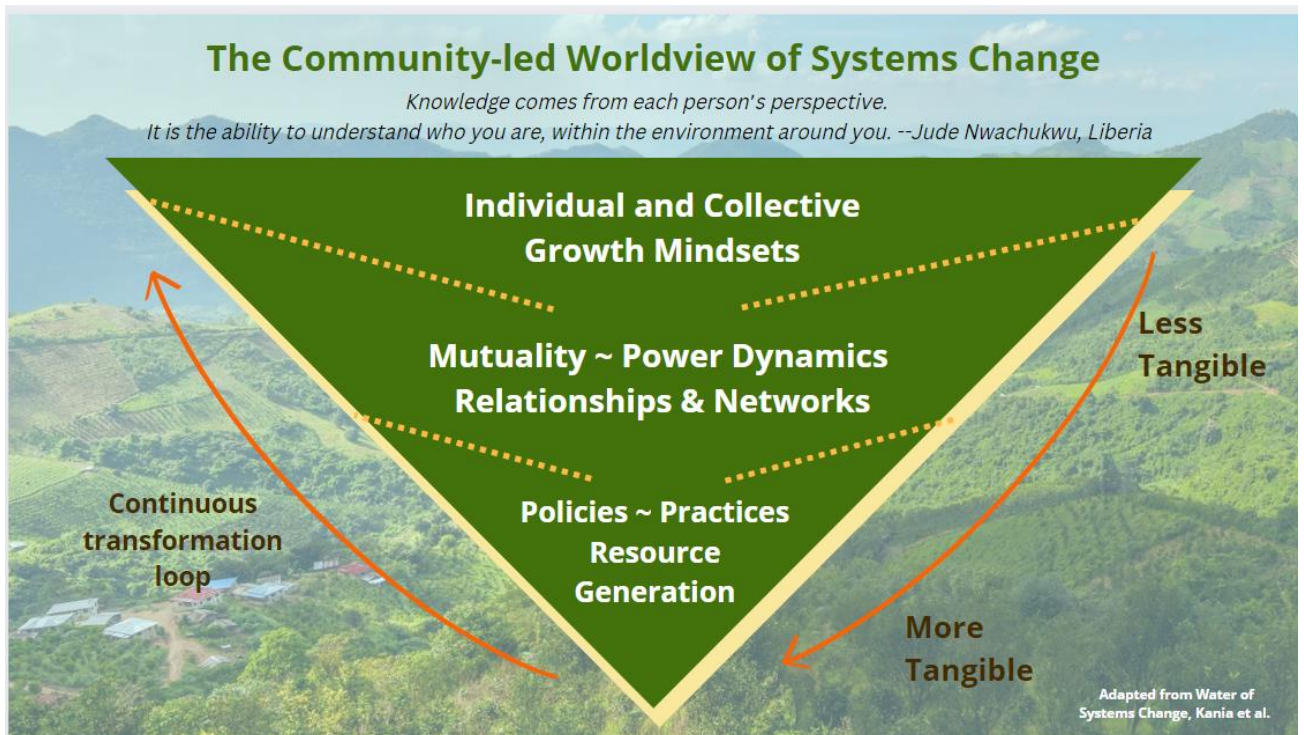 The Community-led Worldview of Systems Change
Knowledge comes from each person's perspective.
It is the ability to understand who you are, within the environment around you. --Jude Nwachukwu, Liberia
Individual and Collective
Growth Mindsets
Mutuality ~ Power Dynamics
Relationships & Networks
Policies ~ Practices
Resource
Generation
Continuous
transformation
loop
Less
Tangible
More
Tangible
Adapted from Water of
Systems Change, Kania et al.